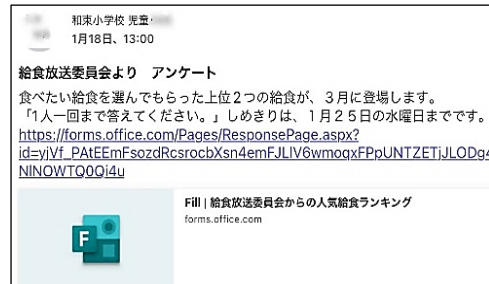 和束小学校 児童・
1月18日、13:00
給食放送委員会より　アンケート
食べたい給食を選んでもらった上位2つの給食が、３月に登場します。
「1人一回まで答えてください。」しめきりは、１月２５日の水曜日までです。
https://forms.office.com/Pages/ResponsePage.aspx?
id=yjVf_PAtEEmFsozdRcsrocbXsn4emFJLIV6wmoqxFPpUNTZETjJLODg4
NlNOWTQ0Qi4u
Fill | 給食放送委員会からの人気給食ランキング
forms.office.com
F